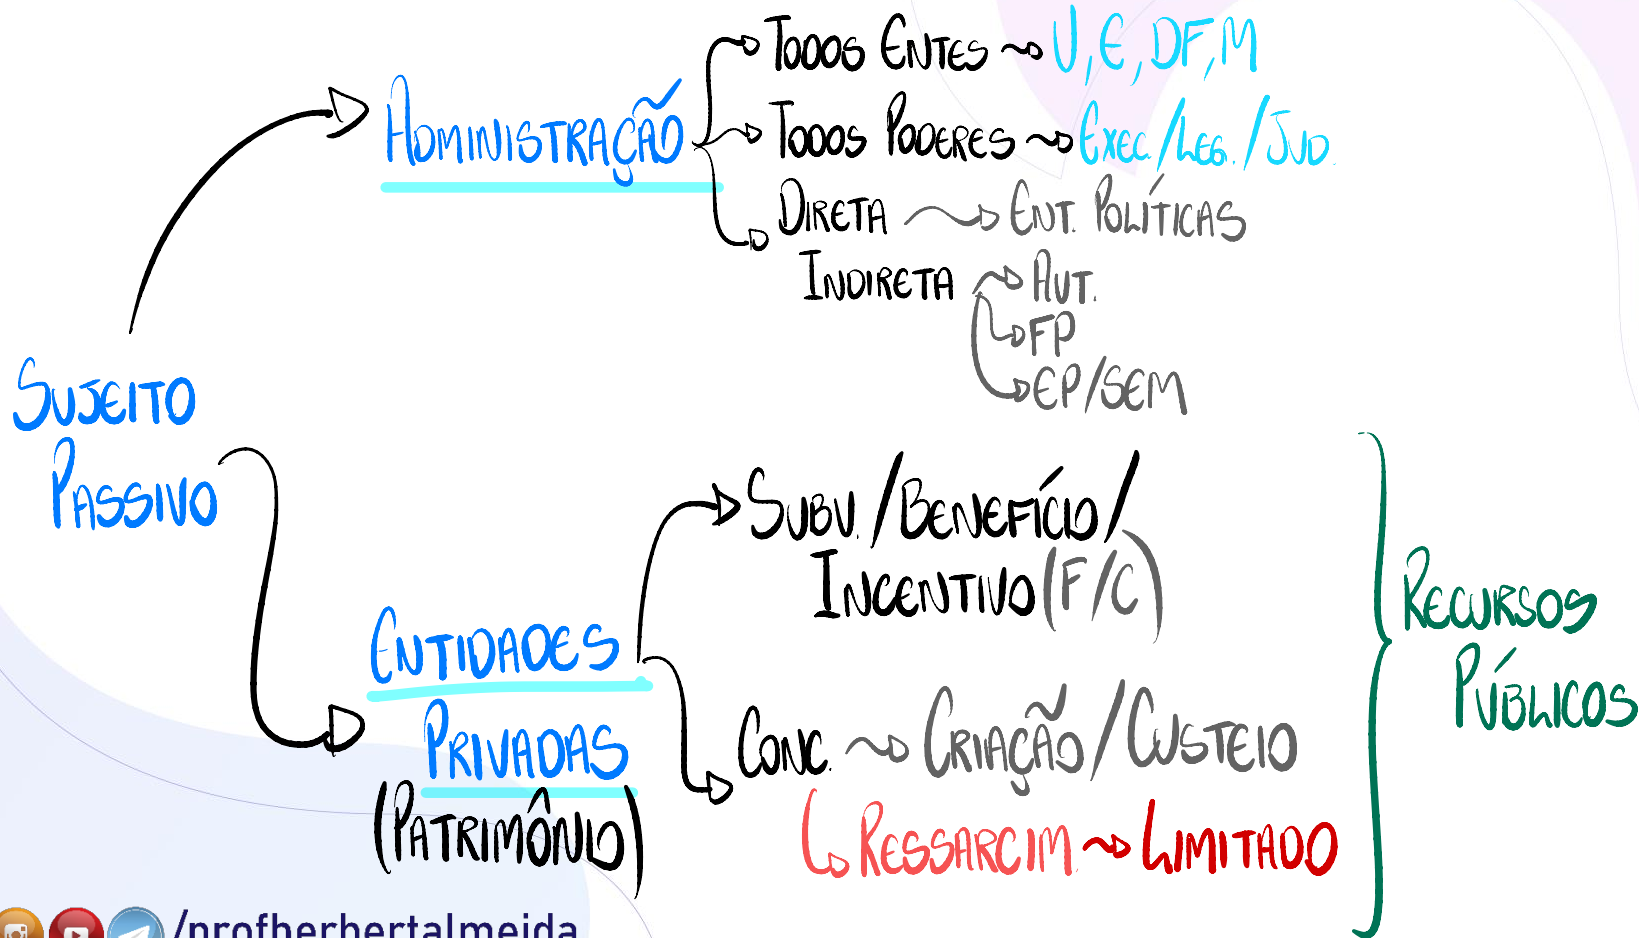 TODOS ENTES U, E, DF, M
ADMINISTRAÇÃO
TODOS PODERES EXEC./LEG./JUD.
DIRETA ENT. POLÍTICAS
INDIRETA AUT.
FP
EP/SEM
SUJEITO
PASSIVO
SUBV./BENEFÍCIO/
INCENTIVO (F/C)
RECURSOS
PÚBLICOS
ENTIDADES
PRIVADAS
(PATRIMÔNIO)
CONC. CRIAÇÃO/CUSTEIO
RESSARCIM. LIMITADO
/profherbertalmeida